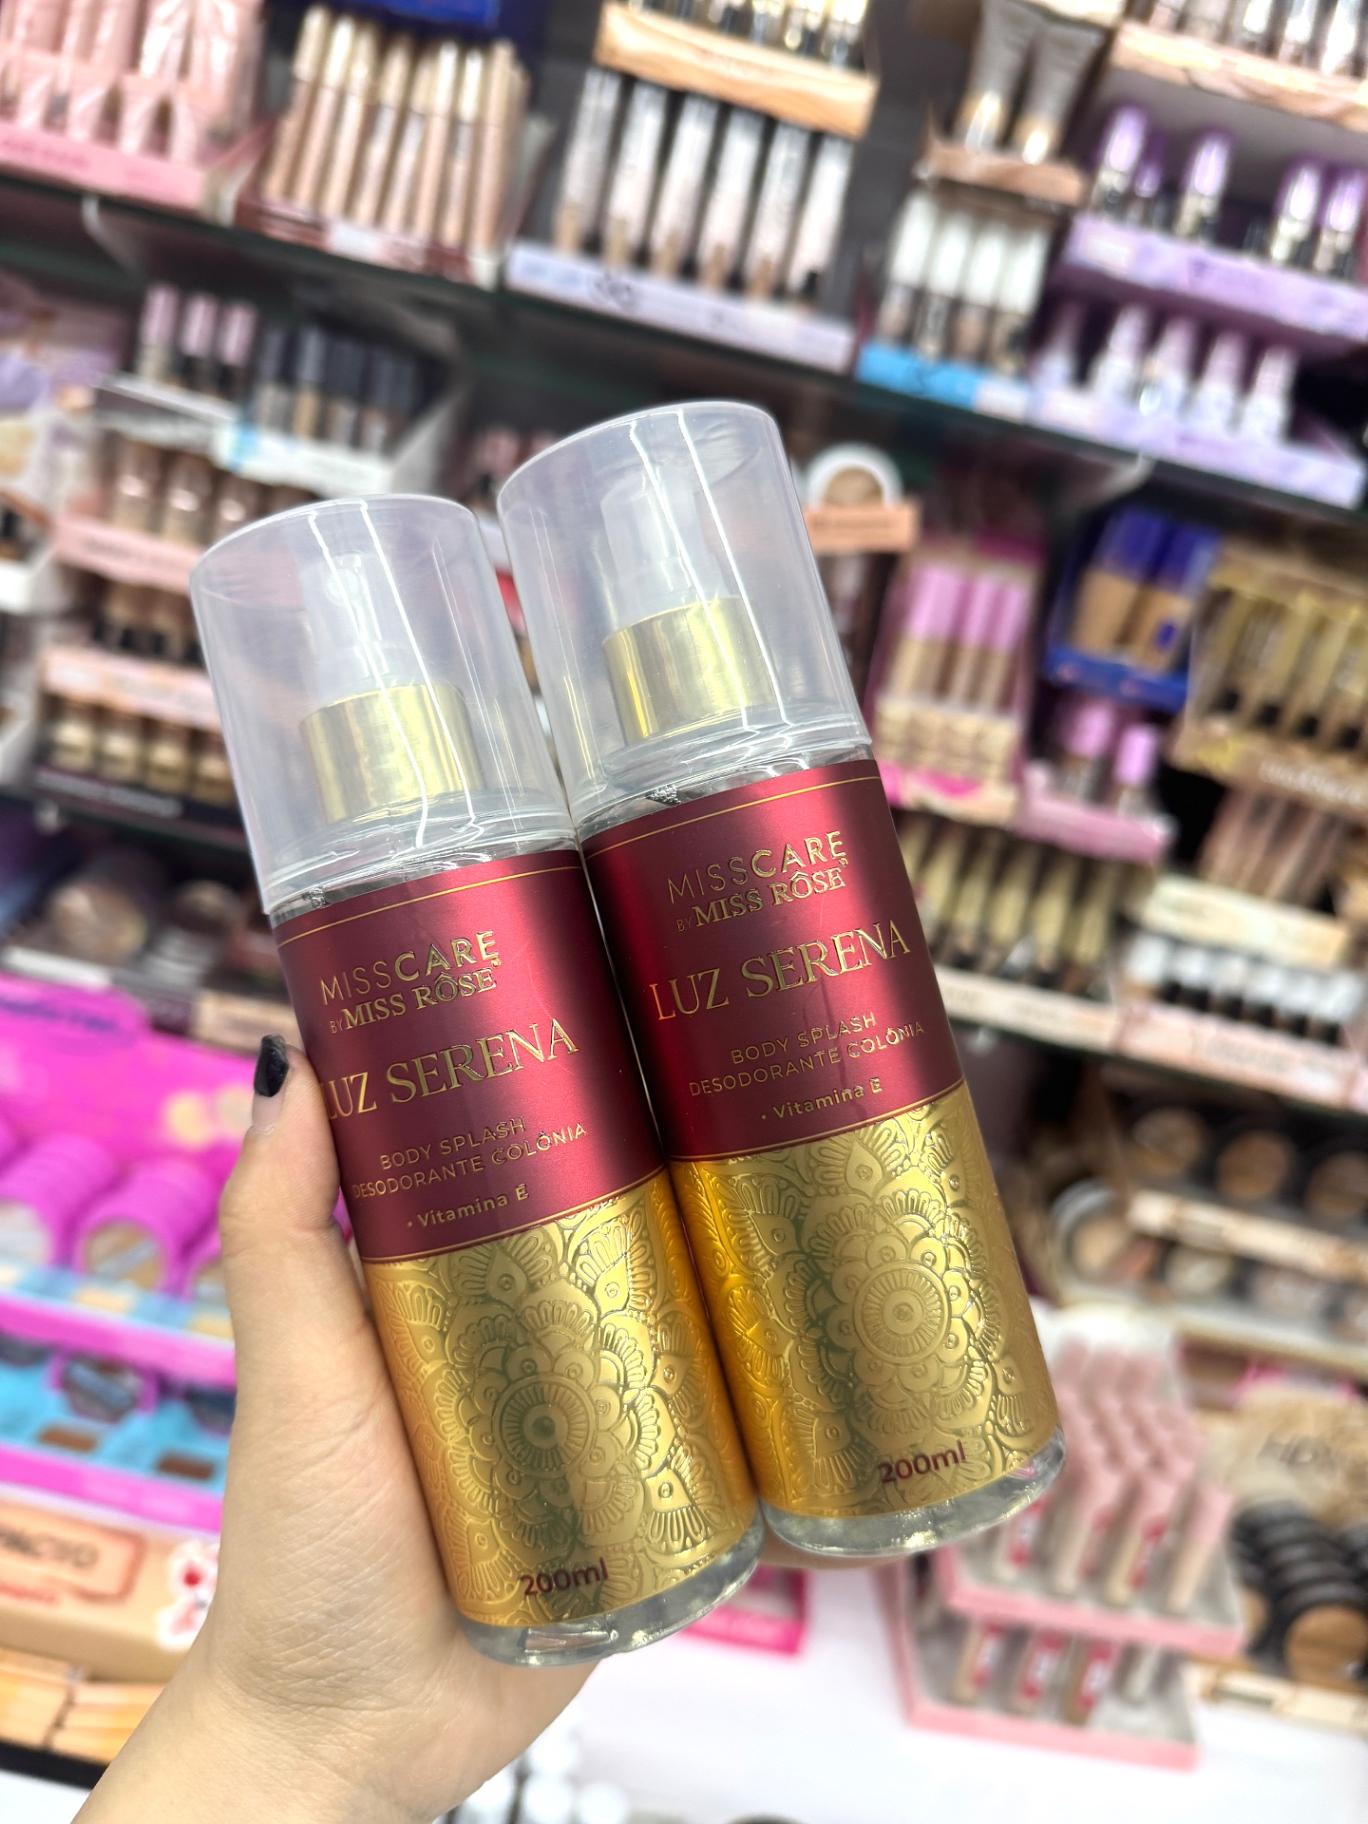 MISSCARE
BY MISS RÔSE
LUZ SERENA
BODY SPLASH
DESODORANTE COLÔNIA
• Vitamina E
200ml
MISSCARE
BY MISS RÔSE
LUZ SERENA
BODY SPLASH
DESODORANTE COLÔNIA
• Vitamina E
200ml